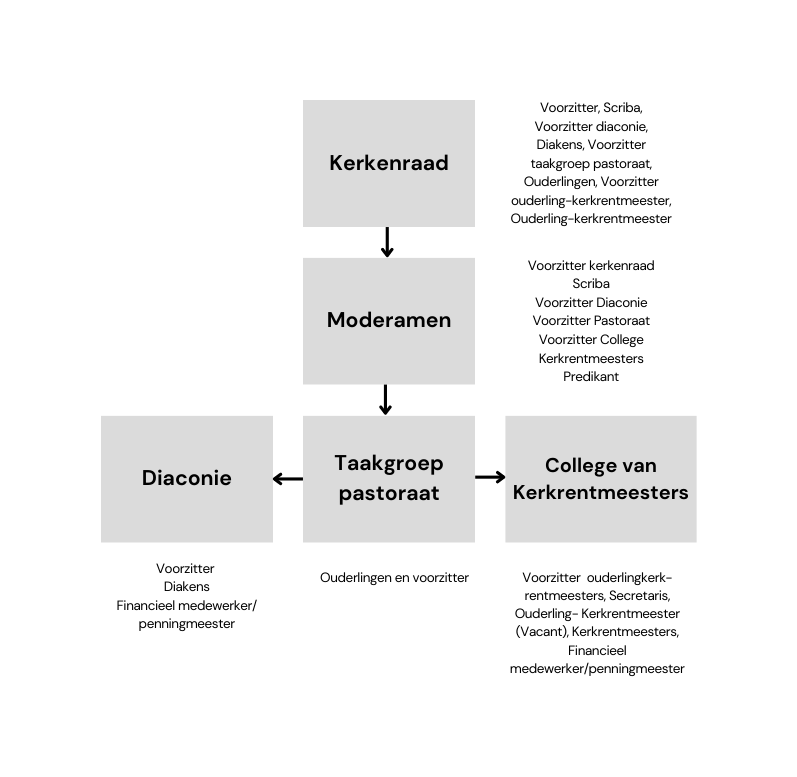 Kerkenraad
Voorzitter, Scriba,
Voorzitter diaconie,
Diakens, Voorzitter
taakgroep pastoraat,
Ouderlingen, Voorzitter
ouderling-kerkrentmeester,
Ouderling-kerkrentmeester
Moderamen
Voorzitter kerkenraad
Scriba
Voorzitter Diaconie
Voorzitter Pastoraat
Voorzitter College
Kerkrentmeesters
Predikant
Diaconie
Taakgroep
pastoraat
College van
Kerkrentmeesters
Voorzitter
Diakens
Financieel medewerker/
penningmeester
Ouderlingen en voorzitter
Voorzitter  ouderlingkerk-
rentmeesters, Secretaris,
Ouderling- Kerkrentmeester
(Vacant), Kerkrentmeesters,
Financieel
medewerker/penningmeester